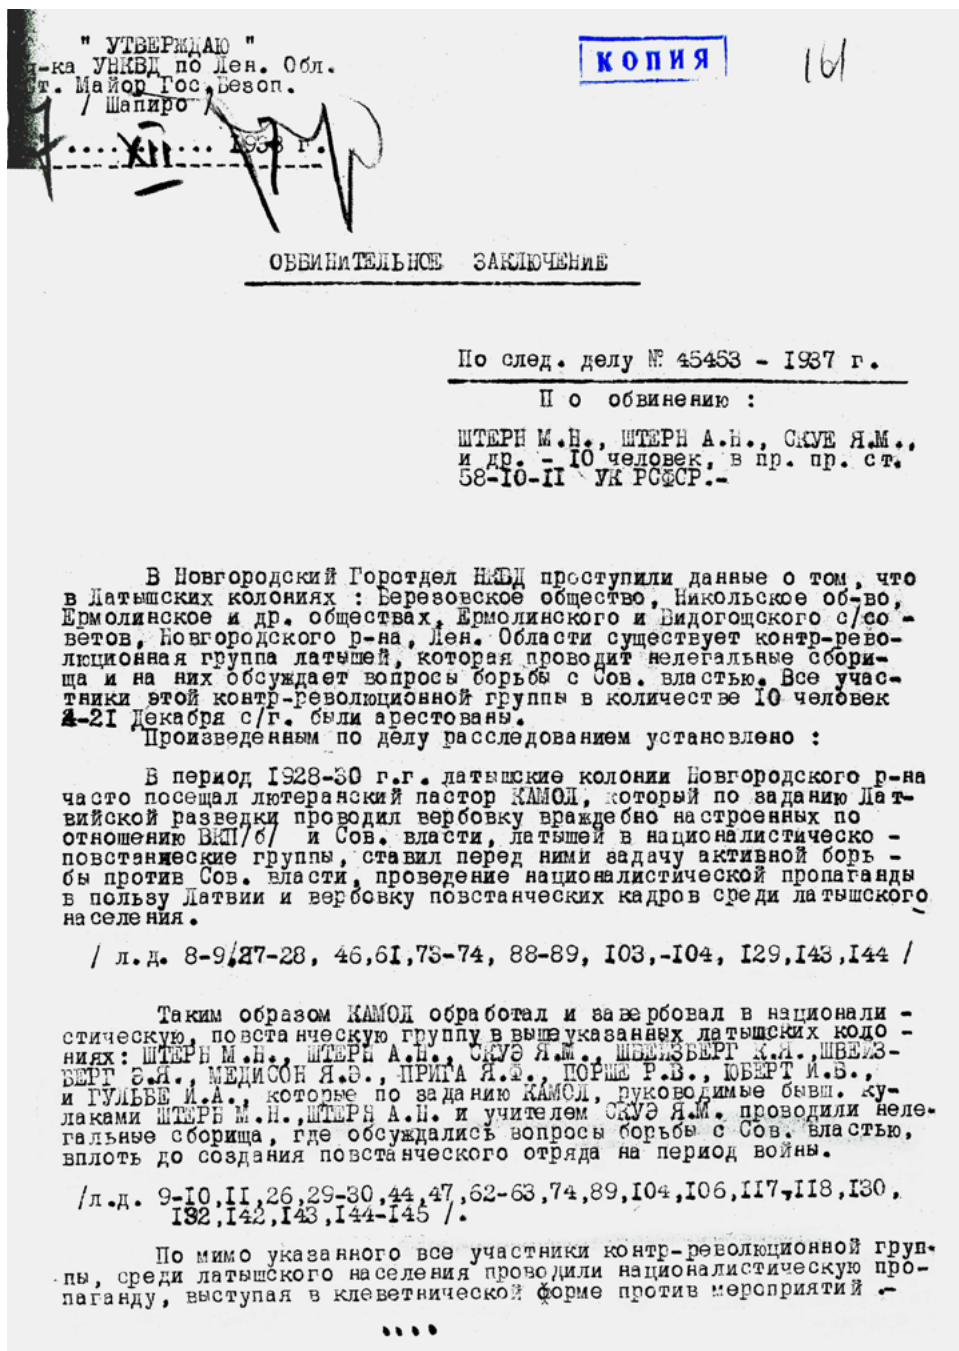 " УТВЕРЖДАЮ "
-ка УНКВД по Лен. Обл.
т. Майор Гос.Безоп.
/ Шапиро /
7 .... XII .... 193 г.
КОПИЯ
161
ОБВИНИТЕЛЬНОЕ ЗАКЛЮЧЕНИЕ
По след. делу № 45453 - 1937 г.
П о обвинению :
ШТЕРН М.Н., ШТЕРН А.Н., СКУЕ Я.М.,
и др. - 10 человек, в пр. пр. ст.
58-10-11 УК РСФСР.-
В Новгородский Горотдел НКВД проступили данные о том, что
в Латышских колониях : Березовское общество, Никольское об-во,
Ермолинское и др. обществах, Ермолинского и Видогощского с/со -
ветов, Новгородского р-на, Лен. Области существует контр-рево-
люционная группа латышей, которая проводит нелегальные сбори-
ща и на них обсуждает вопросы борьбы с Сов. властью. Все учас-
тники этой контр-революционной группы в количестве 10 человек
4-21 Декабря с/г. были арестованы.
Произведенным по делу расследованием установлено :
В период 1928-30 г.г. латышские колонии Новгородского р-на
часто посещал лютеранский пастор КАМОЛ, который по заданию Лат-
вийской разведки проводил вербовку враждебно настроенных по
отношению ВКП/б/ и Сов. власти, латышей в националистическо -
повстанческие группы, ставил перед ними задачу активной борь -
бы против Сов. власти, проведение националистической пропаганды
в пользу Латвии и вербовку повстанческих кадров среди латышского
населения.
/ л.д. 8-9,27-28, 46,61,73-74, 88-89, 103,-104, 129,143,144 /
Таким образом КАМОЛ обработал и завербовал в национали -
стическую, повстанческую группу в вышеуказанных латышских коло -
ниях: ШТЕРН М.Н., ШТЕРН А.Н., СКУЭ Я.М., ШВЕЙЗБЕРГ К.Я.,ШВЕЙЗ-
БЕРГ Э.Я., МЕДИСОН Я.Э., ПРИГА Я.Ф., ПОРШЕ Р.В., ЮБЕРТ И.В.,
и ГУЛЬБЕ И.А., которые по заданию КАМОЛ, руководимые бывш. ку-
лаками ШТЕРН М.Н.,ШТЕРН А.Н. и учителем СКУЭ Я.М. проводили неле-
гальные сборища, где обсуждались вопросы борьбы с Сов. властью,
вплоть до создания повстанческого отряда на период войны.
/л.д. 9-10,11,26,29-30,44,47,62-63,74,89,104,106,117-118,130,
132,142,143,144-145 /.
По мимо указанного все участники контр-революционной груп-
пы, среди латышского населения проводили националистическую про-
паганду, выступая в клеветнической форме против мероприятий .-
....